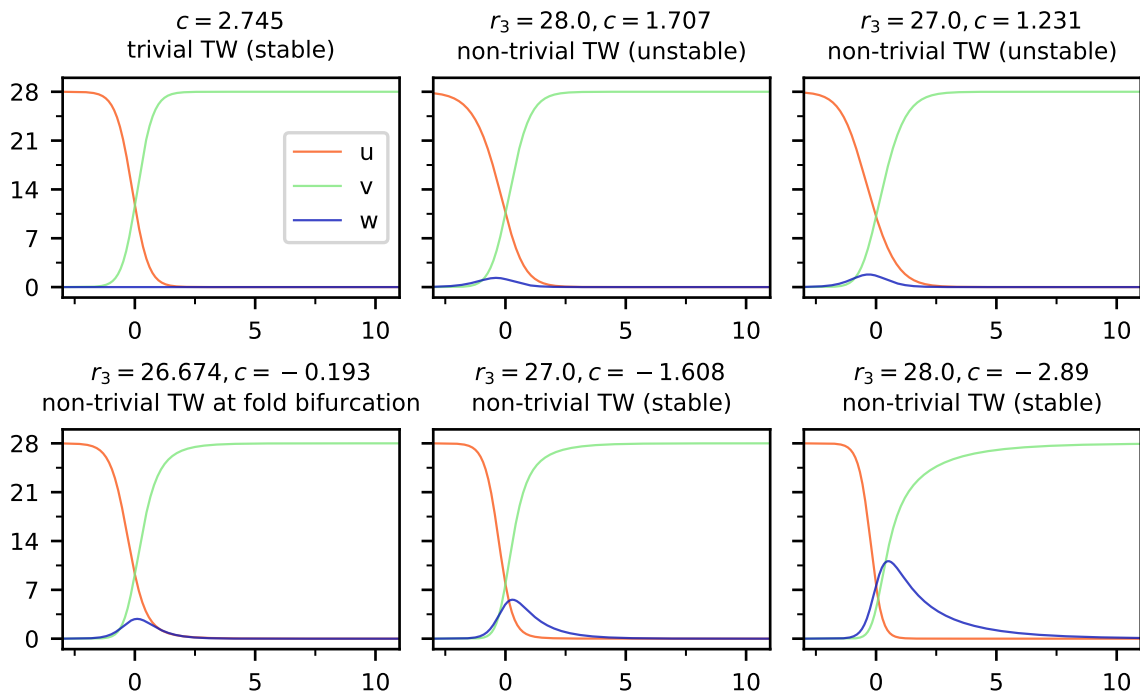 c = 2.745
trivial TW (stable)
r₃ = 28.0, c = 1.707
non-trivial TW (unstable)
r₃ = 27.0, c = 1.231
non-trivial TW (unstable)
28
21
14
7
0
u
v
w
0 5 10
0 5 10
0 5 10
r₃ = 26.674, c = −0.193
non-trivial TW at fold bifurcation
r₃ = 27.0, c = −1.608
non-trivial TW (stable)
r₃ = 28.0, c = −2.89
non-trivial TW (stable)
28
21
14
7
0
0 5 10
0 5 10
0 5 10